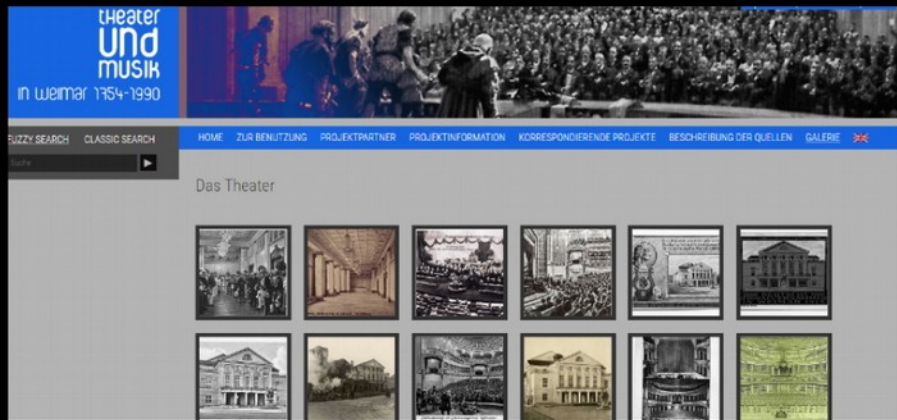 theater
und
musik
in weimar 1754-1990
FUZZY SEARCH CLASSIC SEARCH
Suche
HOME ZUR BENUTZUNG PROJEKTPARTNER PROJEKTINFORMATION KORRESPONDIERENDE PROJEKTE BESCHREIBUNG DER QUELLEN GALERIE
Das Theater